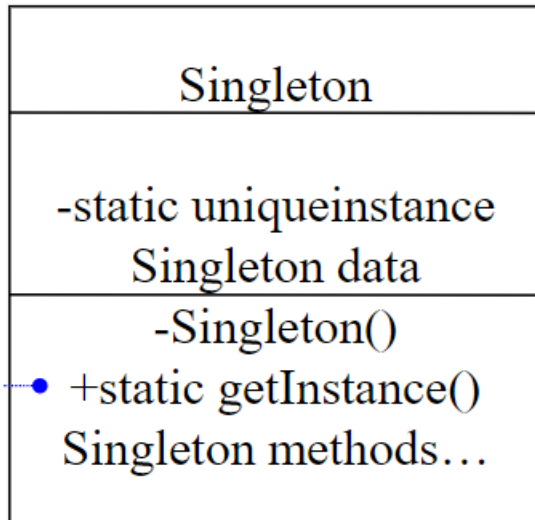 Singleton
-static uniqueinstance
Singleton data
-Singleton()
+static getInstance()
Singleton methods…